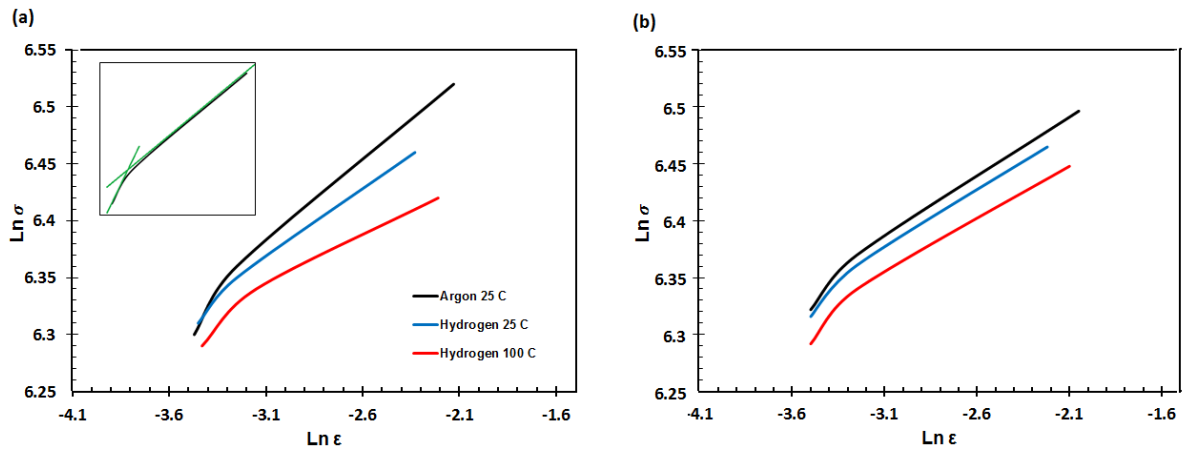 (a)
6.55
6.5
6.45
6.4
6.35
6.3
6.25
Ln σ
-4.1 -3.6 -3.1 -2.6 -2.1 -1.6
Ln ε
Argon 25 C
Hydrogen 25 C
Hydrogen 100 C
(b)
6.55
6.5
6.45
6.4
6.35
6.3
6.25
Ln σ
-4.1 -3.6 -3.1 -2.6 -2.1 -1.6
Ln ε